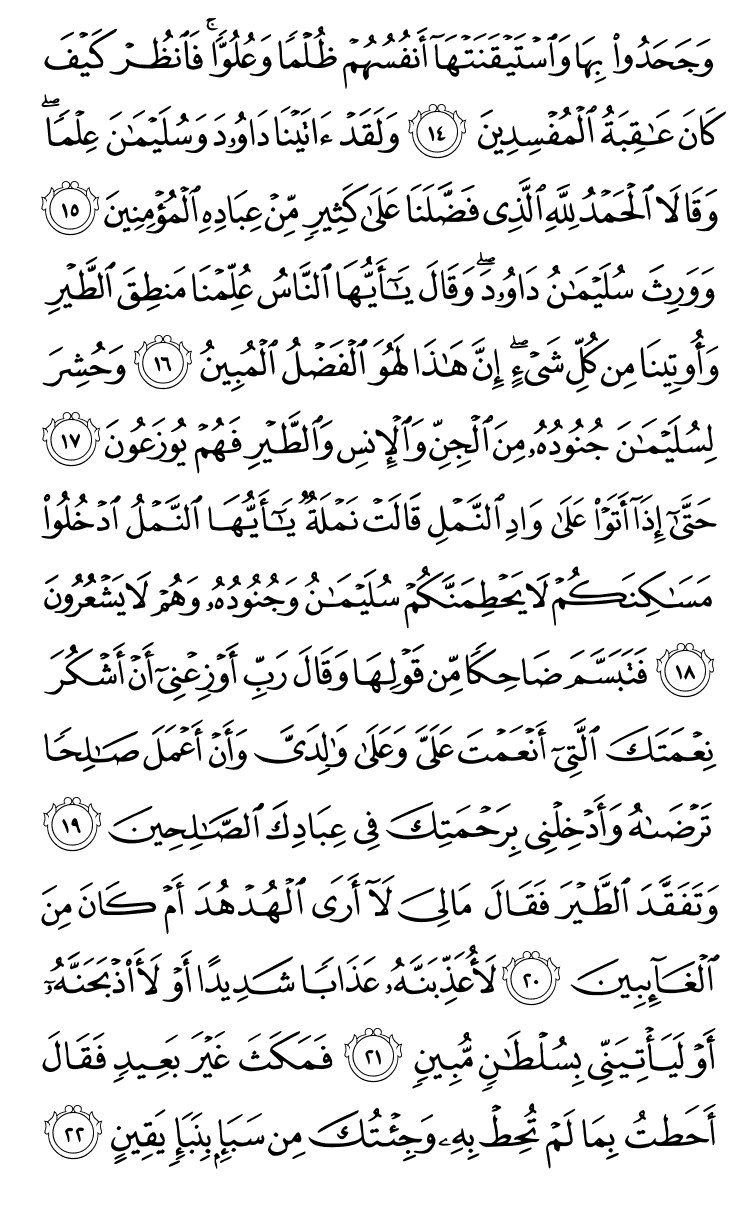 وَجَحَدُوا۟ بِهَا وَٱسْتَيْقَنَتْهَآ أَنفُسُهُمْ ظُلْمًا وَعُلُوًّا ۚ فَٱنظُرْ كَيْفَ
كَانَ عَـٰقِبَةُ ٱلْمُفْسِدِينَ ١٤ وَلَقَدْ ءَاتَيْنَا دَاوُۥدَ وَسُلَيْمَـٰنَ عِلْمًا ۖ
وَقَالَا ٱلْحَمْدُ لِلَّهِ ٱلَّذِى فَضَّلَنَا عَلَىٰ كَثِيرٍ مِّنْ عِبَادِهِ ٱلْمُؤْمِنِينَ ١٥
وَوَرِثَ سُلَيْمَـٰنُ دَاوُۥدَ ۖ وَقَالَ يَـٰٓأَيُّهَا ٱلنَّاسُ عُلِّمْنَا مَنطِقَ ٱلطَّيْرِ
وَأُوتِينَا مِن كُلِّ شَىْءٍ ۖ إِنَّ هَـٰذَا لَهُوَ ٱلْفَضْلُ ٱلْمُبِينُ ١٦ وَحُشِرَ
لِسُلَيْمَـٰنَ جُنُودُهُۥ مِنَ ٱلْجِنِّ وَٱلْإِنسِ وَٱلطَّيْرِ فَهُمْ يُوزَعُونَ ١٧
حَتَّىٰٓ إِذَآ أَتَوْا۟ عَلَىٰ وَادِ ٱلنَّمْلِ قَالَتْ نَمْلَةٌ يَـٰٓأَيُّهَا ٱلنَّمْلُ ٱدْخُلُوا۟
مَسَـٰكِنَكُمْ لَا يَحْطِمَنَّكُمْ سُلَيْمَـٰنُ وَجُنُودُهُۥ وَهُمْ لَا يَشْعُرُونَ
١٨ فَتَبَسَّمَ ضَاحِكًا مِّن قَوْلِهَا وَقَالَ رَبِّ أَوْزِعْنِىٓ أَنْ أَشْكُرَ
نِعْمَتَكَ ٱلَّتِىٓ أَنْعَمْتَ عَلَىَّ وَعَلَىٰ وَٰلِدَىَّ وَأَنْ أَعْمَلَ صَـٰلِحًا
تَرْضَىٰهُ وَأَدْخِلْنِى بِرَحْمَتِكَ فِى عِبَادِكَ ٱلصَّـٰلِحِينَ ١٩
وَتَفَقَّدَ ٱلطَّيْرَ فَقَالَ مَالِىَ لَآ أَرَى ٱلْهُدْهُدَ أَمْ كَانَ مِنَ
ٱلْغَآئِبِينَ ٢٠ لَأُعَذِّبَنَّهُۥ عَذَابًا شَدِيدًا أَوْ لَأَا۟ذْبَحَنَّهُۥٓ
أَوْ لَيَأْتِيَنِّى بِسُلْطَـٰنٍ مُّبِينٍ ٢١ فَمَكَثَ غَيْرَ بَعِيدٍ فَقَالَ
أَحَطتُ بِمَا لَمْ تُحِطْ بِهِۦ وَجِئْتُكَ مِن سَبَإٍۭ بِنَبَإٍ يَقِينٍ ٢٢